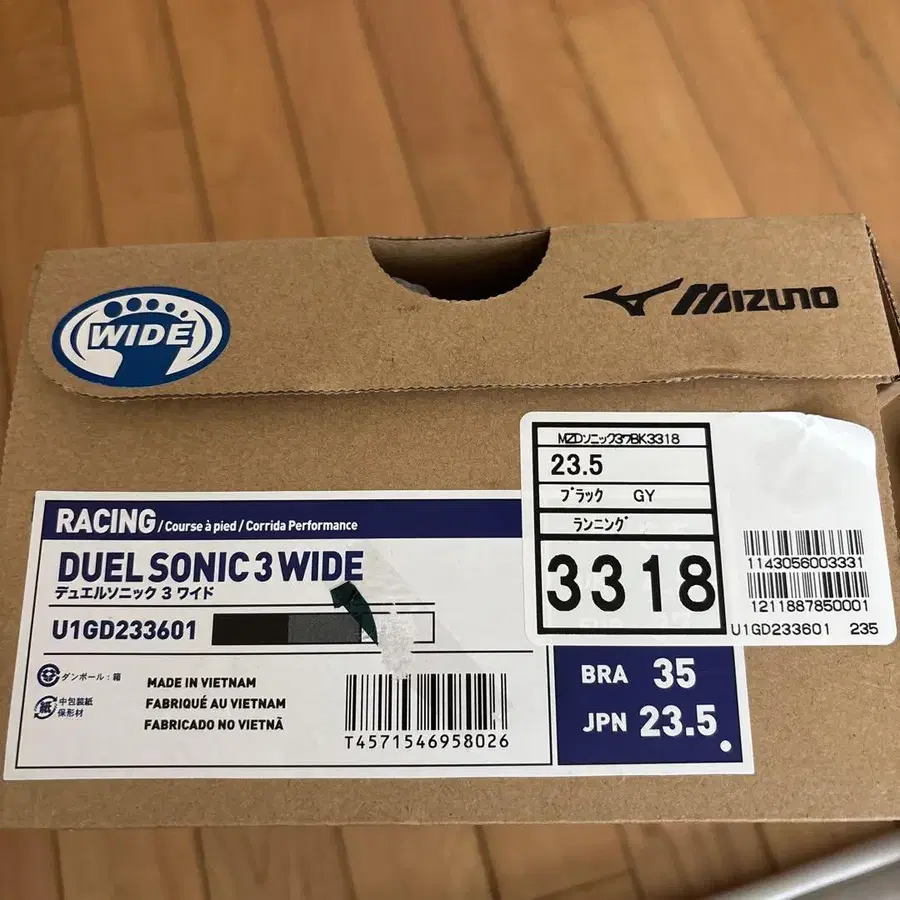 WIDE
MIZUNO
MZDソニック3ワBK3318
23.5
ブラック GY
ランニング
3318
1143056003331
1211887850001
U1GD233601 235
RACING / Course à pied / Corrida Performance
DUEL SONIC 3 WIDE
デュエルソニック 3 ワイド
U1GD233601
ダンボール：箱
紙
中包装紙
保形材
MADE IN VIETNAM
FABRIQUÉ AU VIETNAM
FABRICADO NO VIETNÃ
T4571546958026
BRA 35
JPN 23.5